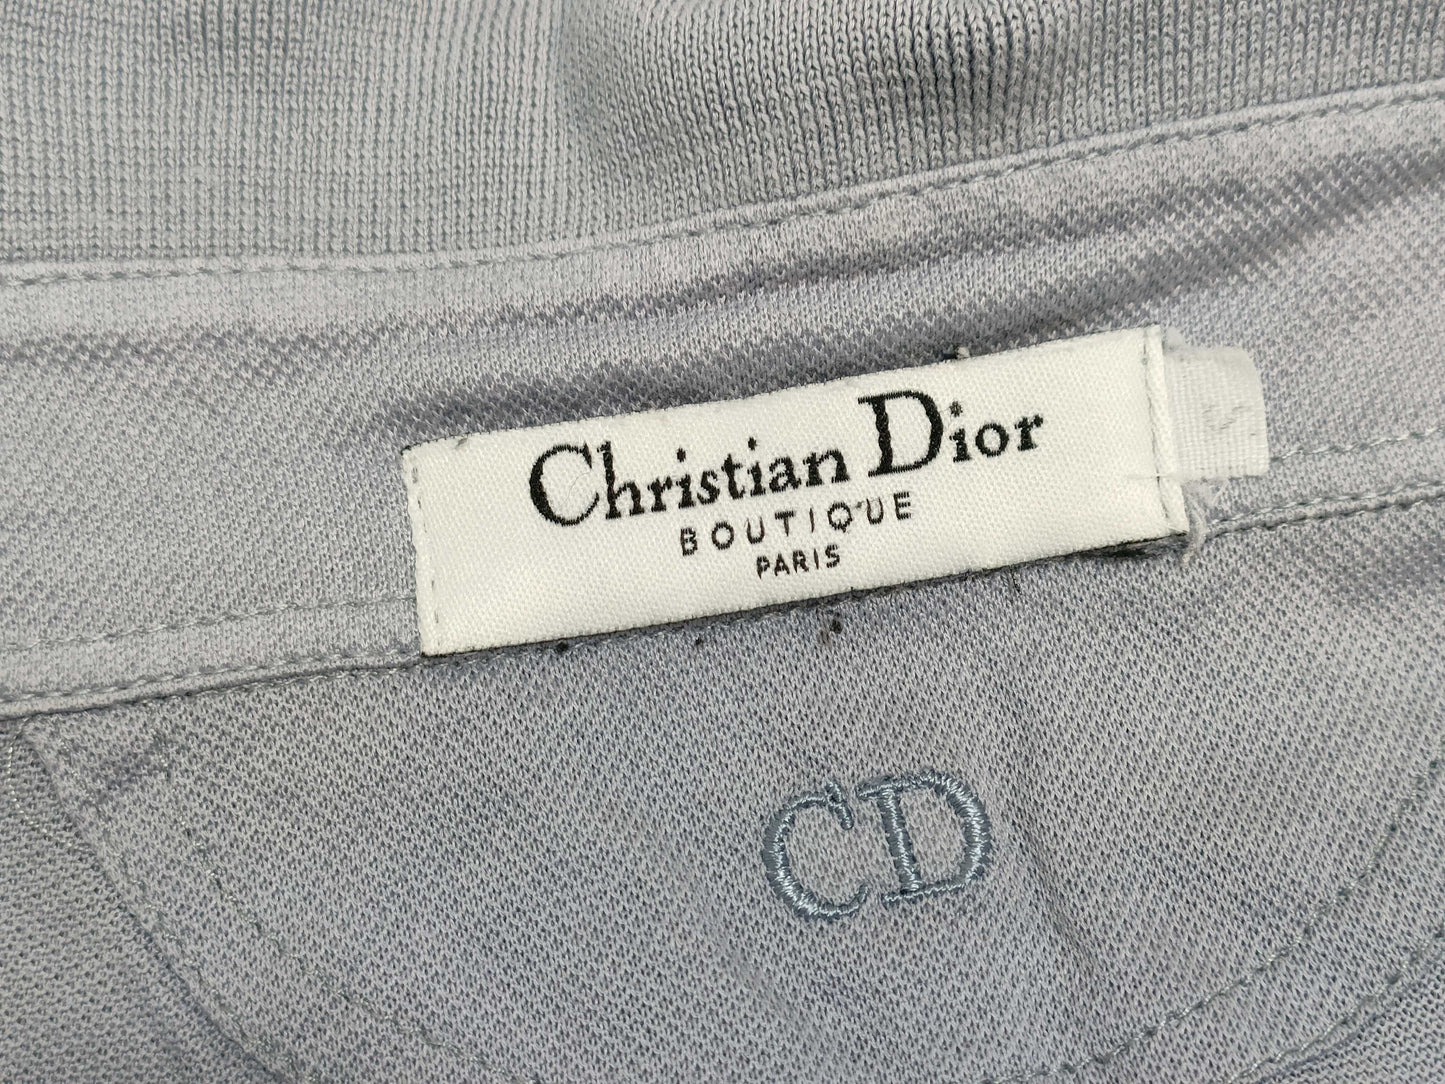 Christian Dior
BOUTIQUE
PARIS
CD